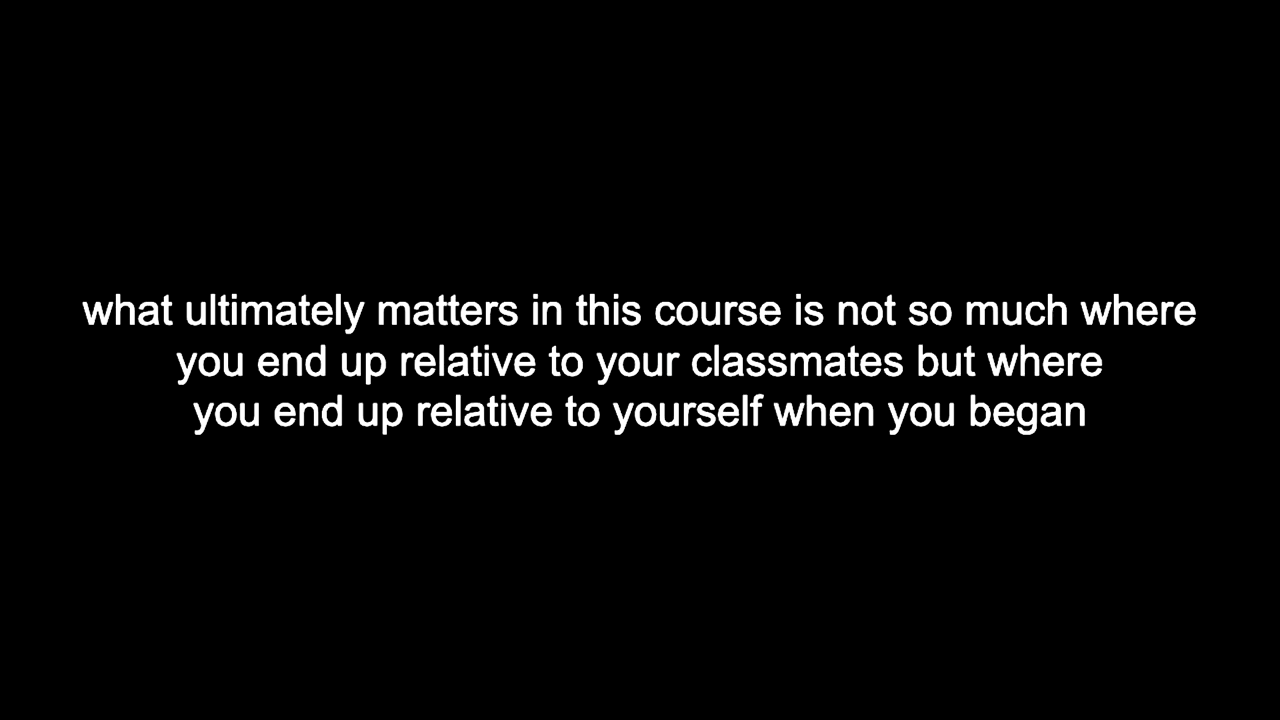 what ultimately matters in this course is not so much where
you end up relative to your classmates but where
you end up relative to yourself when you began